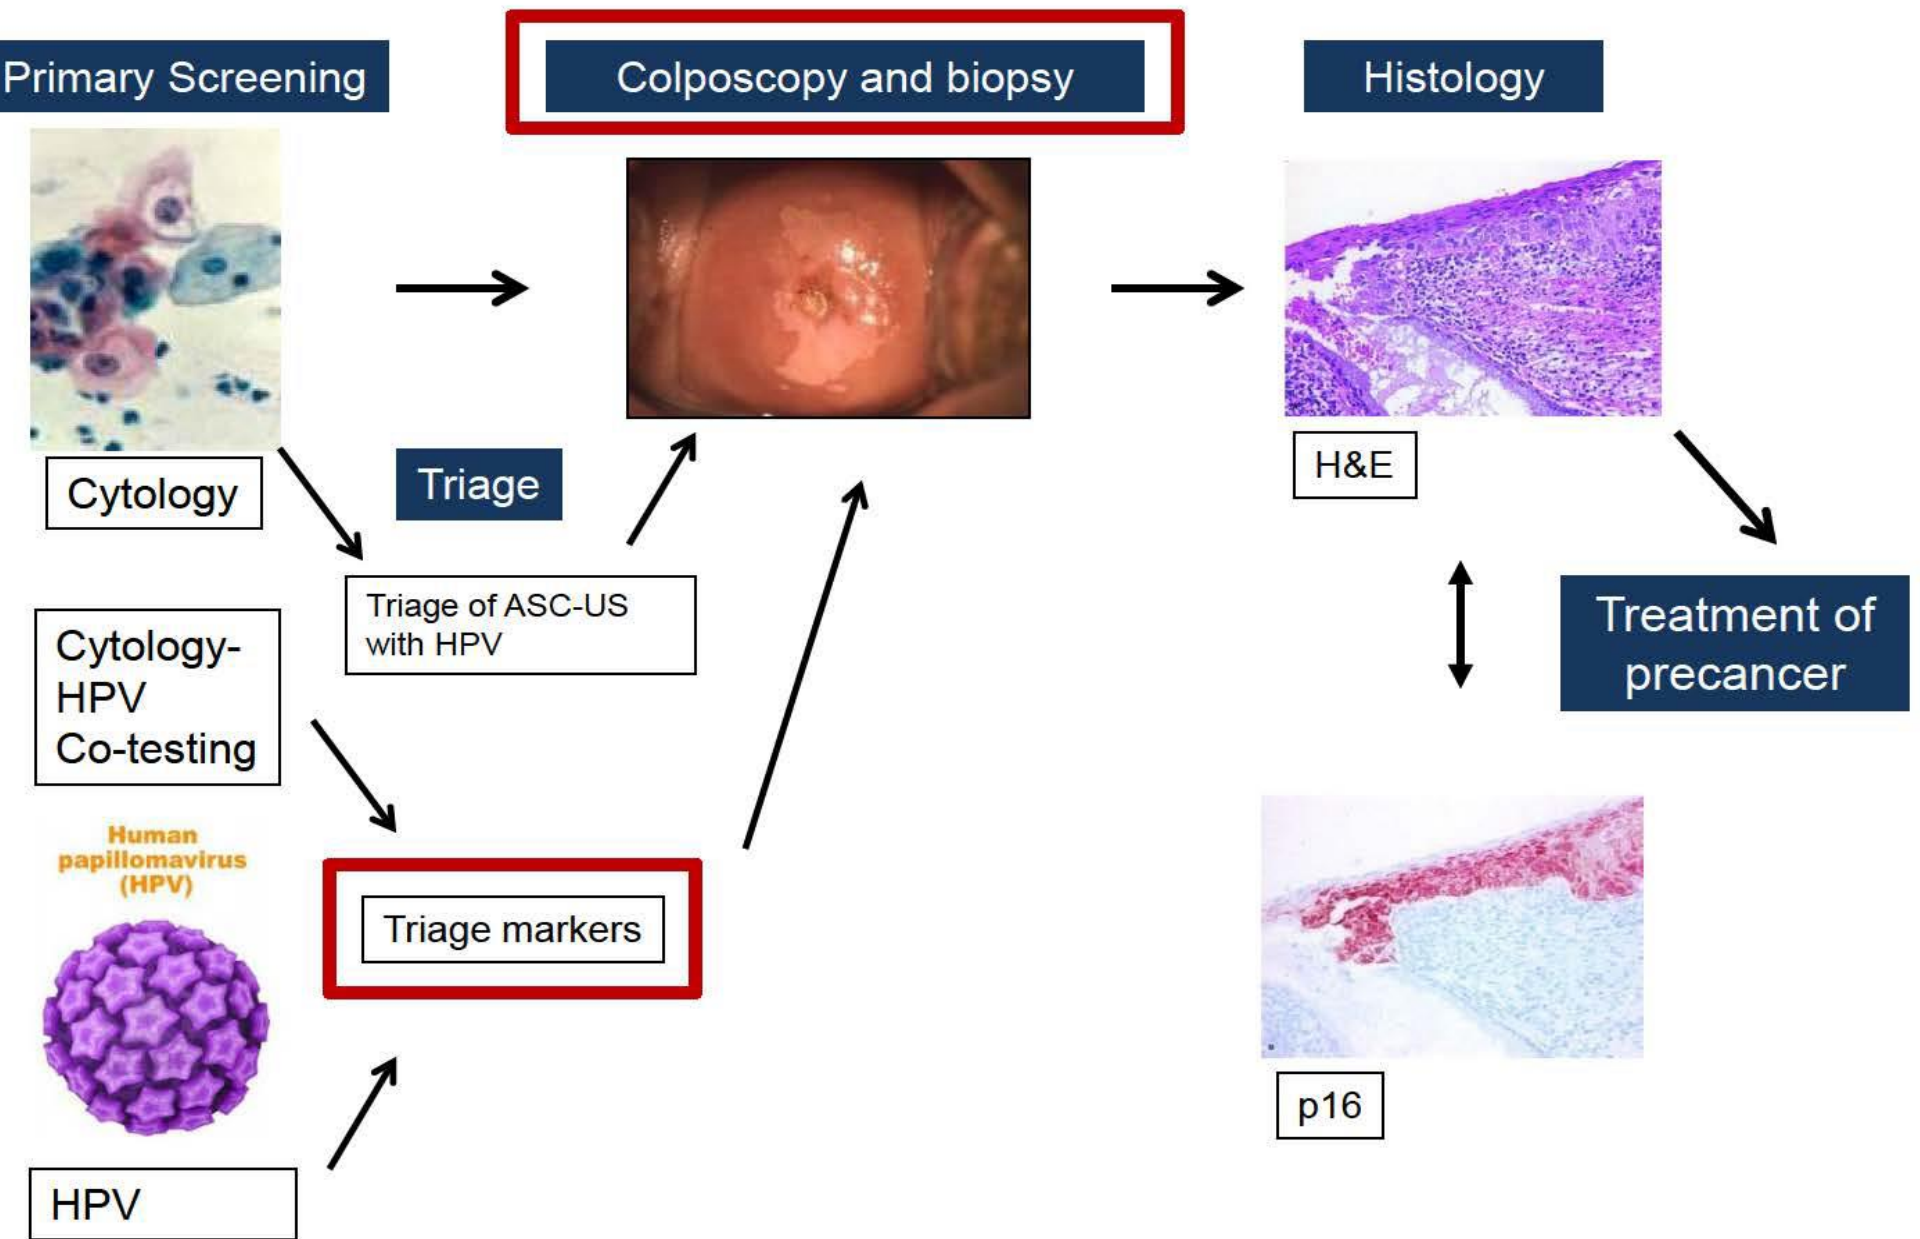 Primary Screening
Colposcopy and biopsy
Histology
Cytology
Triage
H&E
Triage of ASC-US
with HPV
Treatment of
precancer
Cytology-
HPV
Co-testing
Human
papillomavirus
(HPV)
Triage markers
p16
HPV